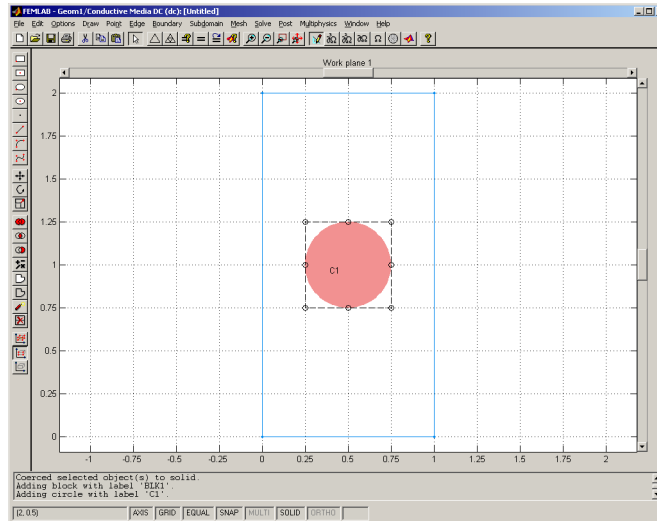 FEMLAB - Geom1/Conductive Media DC (dc): [Untitled]
File Edit Options Draw Point Edge Boundary Subdomain Mesh Solve Post Multiphysics Window Help
Work plane 1
2
1.75
1.5
1.25
1
C1
0.75
0.5
0.25
0
-1 -0.75 -0.5 -0.25 0 0.25 0.5 0.75 1 1.25 1.5 1.75 2
Coerced selected object(s) to solid.
Adding block with label 'BLK1'.
Adding circle with label 'C1'.
(2, 0.5) AXIS GRID EQUAL SNAP MULTI SOLID ORTHO